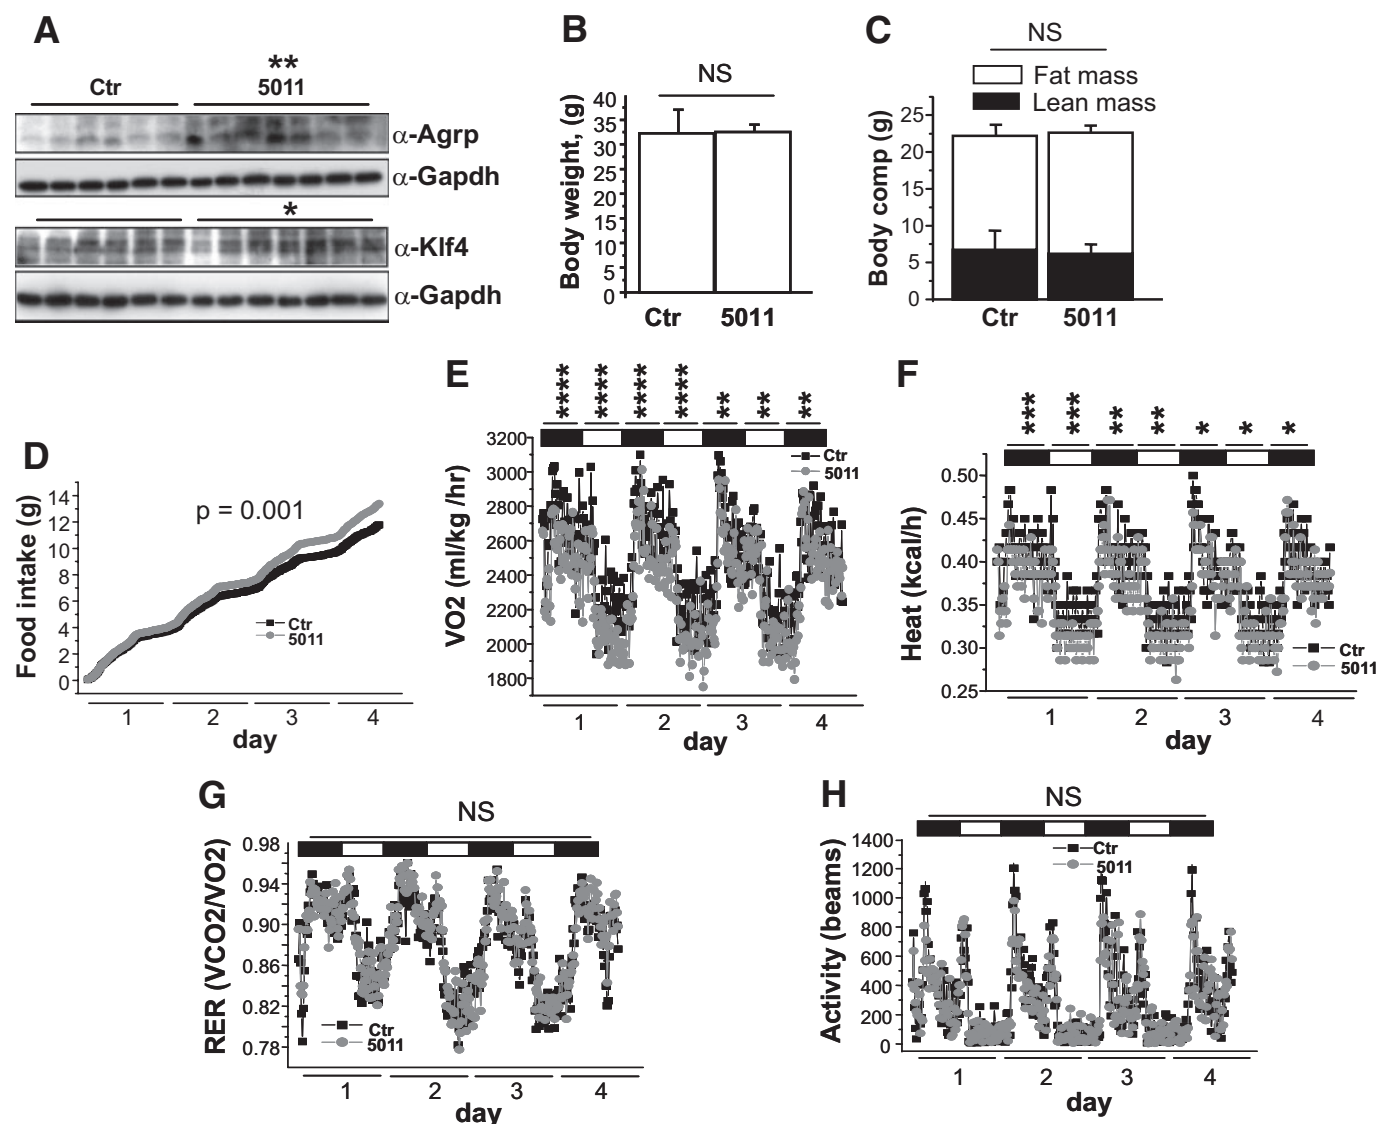 A
**
Ctr
5011
α-Agrp
α-Gapdh
*
α-Klf4
α-Gapdh
B
NS
Body weight, (g)
40
35
30
25
20
15
10
5
0
Ctr
5011
C
NS
Fat mass
Lean mass
Body comp (g)
25
20
15
10
5
0
Ctr
5011
D
Food intake (g)
14
12
10
8
6
4
2
0
p = 0.001
Ctr
5011
1
2
3
4
day
E
****
****
****
****
**
**
**
VO2 (ml/kg /hr)
3200
3000
2800
2600
2400
2200
2000
1800
Ctr
5011
1
2
3
4
day
F
***
***
**
**
*
*
*
Heat (kcal/h)
0.50
0.45
0.40
0.35
0.30
0.25
Ctr
5011
1
2
3
4
day
G
NS
RER (VCO2/VO2)
0.98
0.94
0.90
0.86
0.82
0.78
Ctr
5011
1
2
3
4
day
H
NS
Activity (beams)
1400
1200
1000
800
600
400
200
0
Ctr
5011
1
2
3
4
day